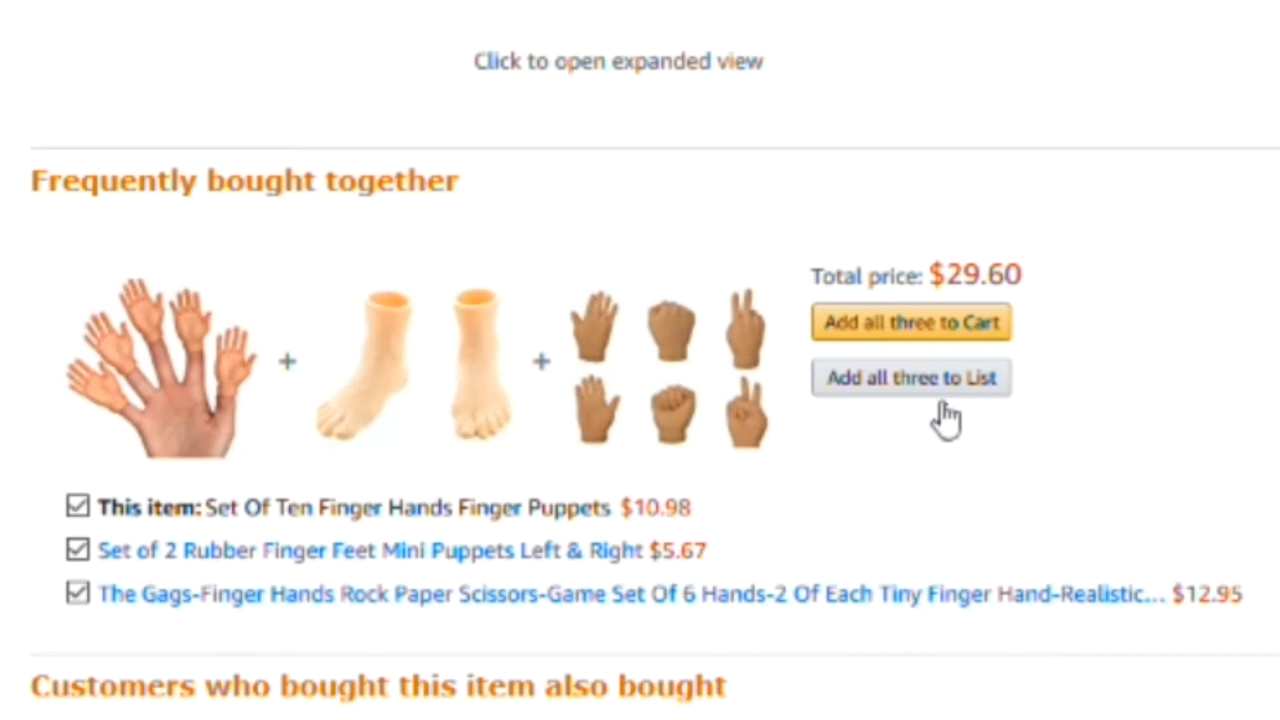 Click to open expanded view
Frequently bought together
Total price: $29.60
Add all three to Cart
Add all three to List
This item: Set Of Ten Finger Hands Finger Puppets $10.98
Set of 2 Rubber Finger Feet Mini Puppets Left & Right $5.67
The Gags-Finger Hands Rock Paper Scissors-Game Set Of 6 Hands-2 Of Each Tiny Finger Hand-Realistic... $12.95
Customers who bought this item also bought